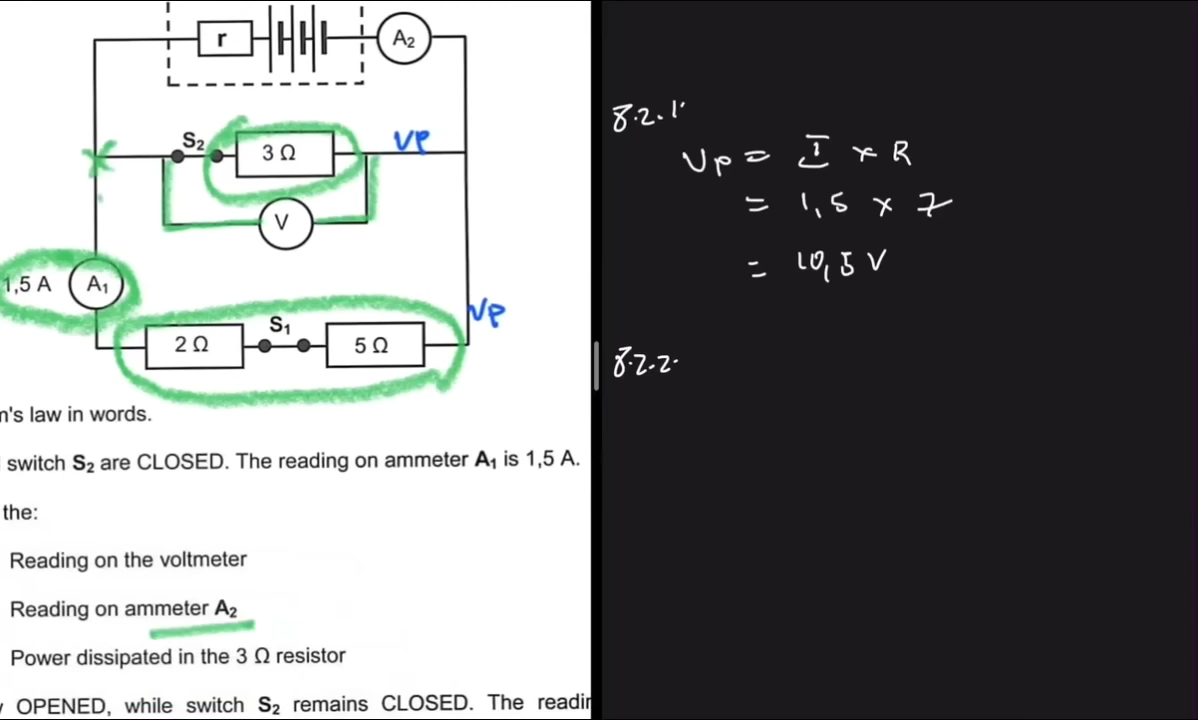 r
A₂
S₂
3 Ω
VP
V
1,5 A
A₁
VP
S₁
2 Ω
5 Ω
n's law in words.
switch S₂ are CLOSED. The reading on ammeter A₁ is 1,5 A.
the:
Reading on the voltmeter
Reading on ammeter A₂
Power dissipated in the 3 Ω resistor
OPENED, while switch S₂ remains CLOSED. The readin
8.2.1.
Vp = I × R
= 1,5 × 7
= 10,5 V
8.2.2.